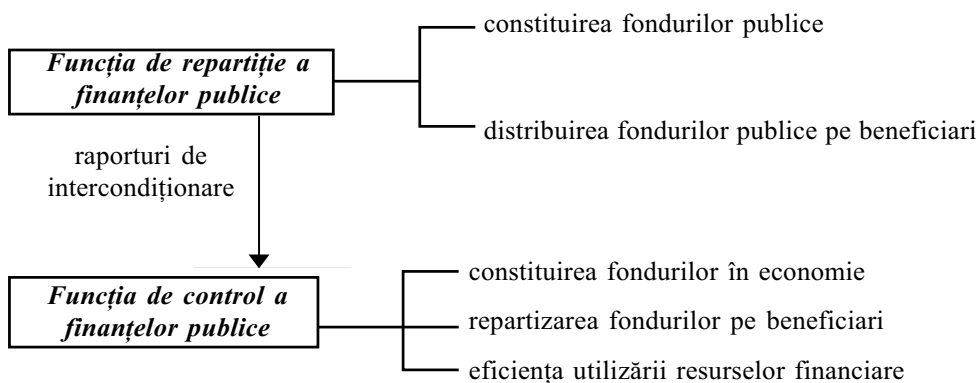 constituirea fondurilor publice
Funcția de repartiție a
finanțelor publice
distribuirea fondurilor publice pe beneficiari
raporturi de
intercondiționare
constituirea fondurilor în economie
Funcția de control a
finanțelor publice
repartizarea fondurilor pe beneficiari
eficiența utilizării resurselor financiare